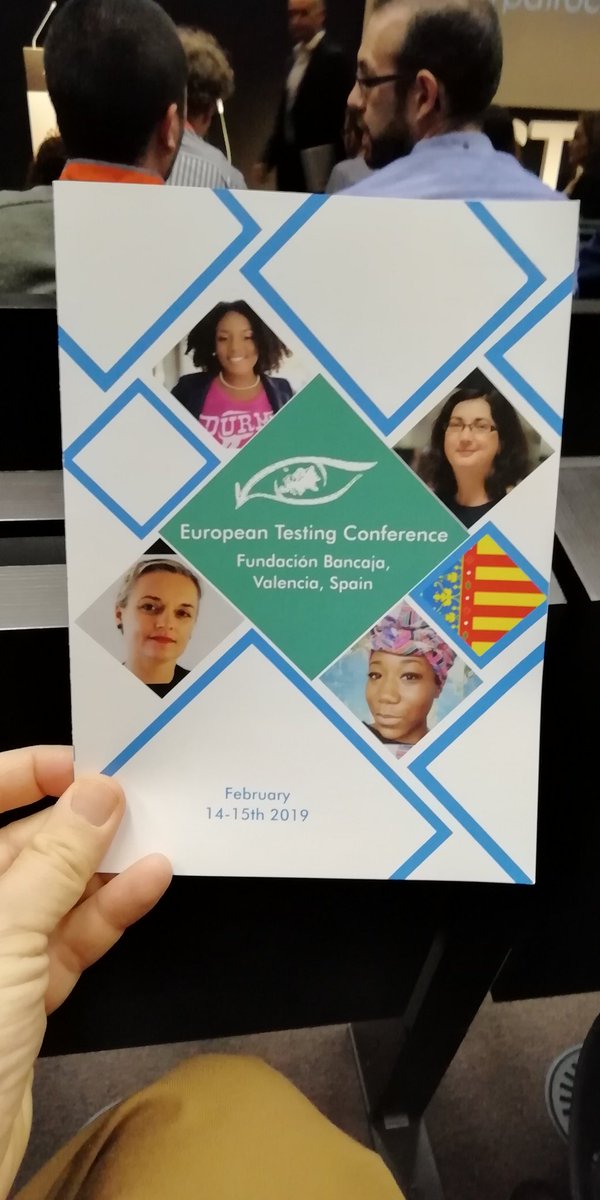 European Testing Conference
Fundación Bancaja,
Valencia, Spain
February
14-15th 2019